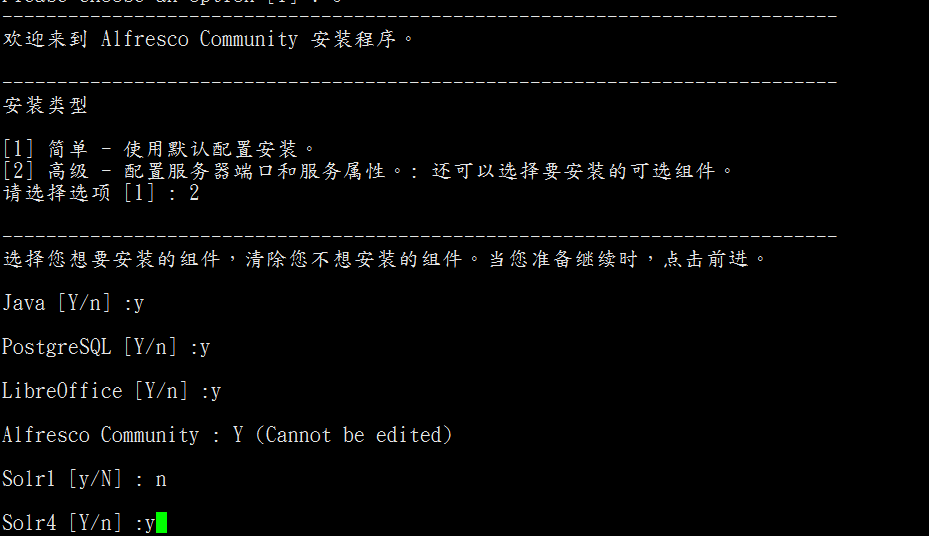 Please choose an option [1] :
--------------------------------------------------------------------------
欢迎来到 Alfresco Community 安装程序。
--------------------------------------------------------------------------
安装类型
[1] 简单 - 使用默认配置安装。
[2] 高级 - 配置服务器端口和服务属性。: 还可以选择要安装的可选组件。
请选择选项 [1] : 2
--------------------------------------------------------------------------
选择您想要安装的组件，清除您不想安装的组件。当您准备继续时，点击前进。
Java [Y/n] :y
PostgreSQL [Y/n] :y
LibreOffice [Y/n] :y
Alfresco Community : Y (Cannot be edited)
Solr1 [y/N] : n
Solr4 [Y/n] :y